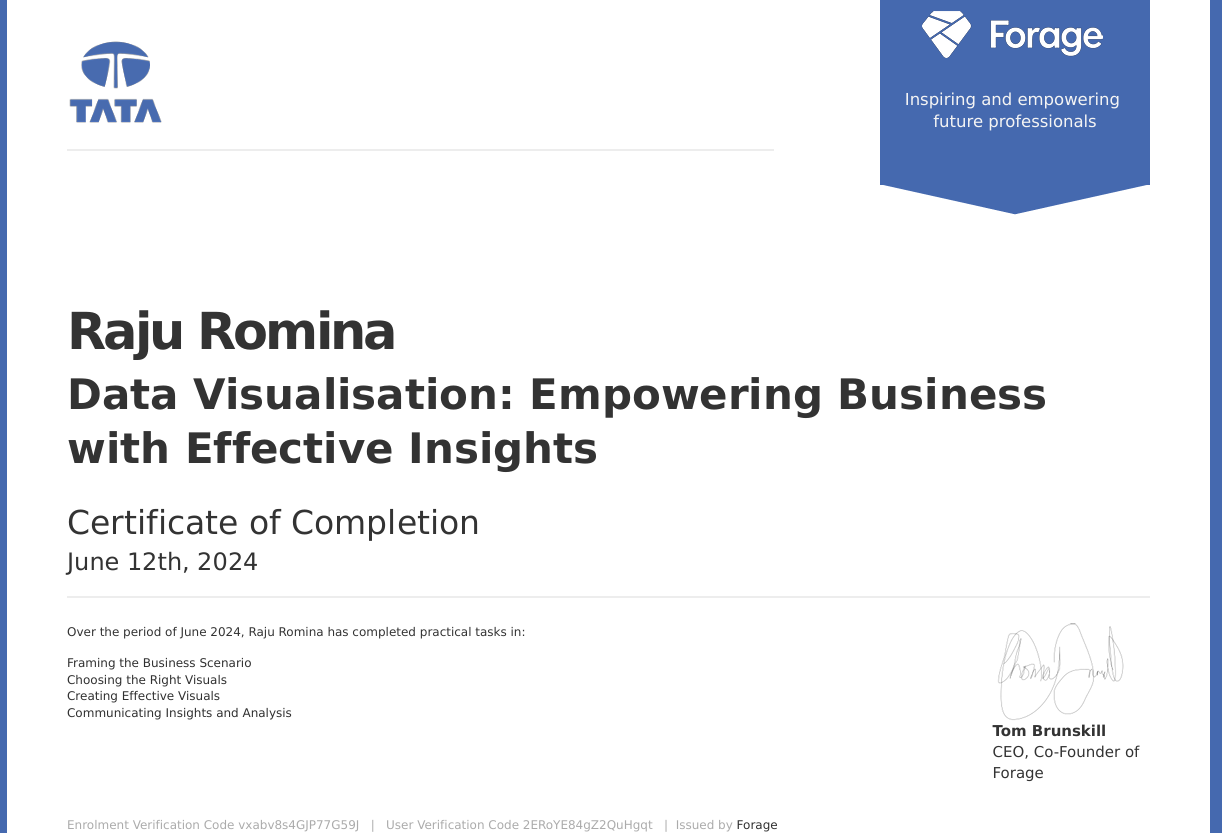 TATA
Forage
Inspiring and empowering
future professionals
Raju Romina
Data Visualisation: Empowering Business
with Effective Insights
Certificate of Completion
June 12th, 2024
Over the period of June 2024, Raju Romina has completed practical tasks in:
Framing the Business Scenario
Choosing the Right Visuals
Creating Effective Visuals
Communicating Insights and Analysis
Tom Brunskill
CEO, Co-Founder of
Forage
Enrolment Verification Code vxabv8s4GJP77G59J | User Verification Code 2ERoYE84gZ2QuHgqt | Issued by Forage